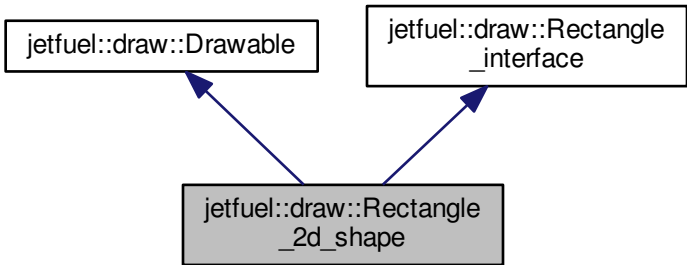 jetfuel::draw::Drawable
jetfuel::draw::Rectangle
_interface
jetfuel::draw::Rectangle
_2d_shape